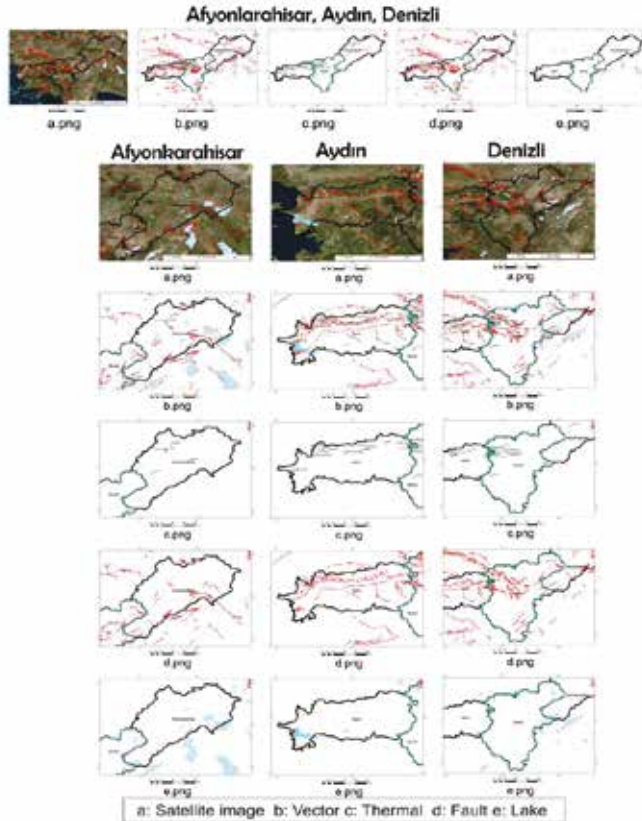 Afyonlarahisar, Aydın, Denizli
a.png b.png c.png d.png e.png
Afyonkarahisar Aydın Denizli
a.png a.png a.png
b.png b.png b.png
c.png c.png c.png
d.png d.png d.png
e.png e.png e.png
a: Satellite image b: Vector c: Thermal d: Fault e: Lake